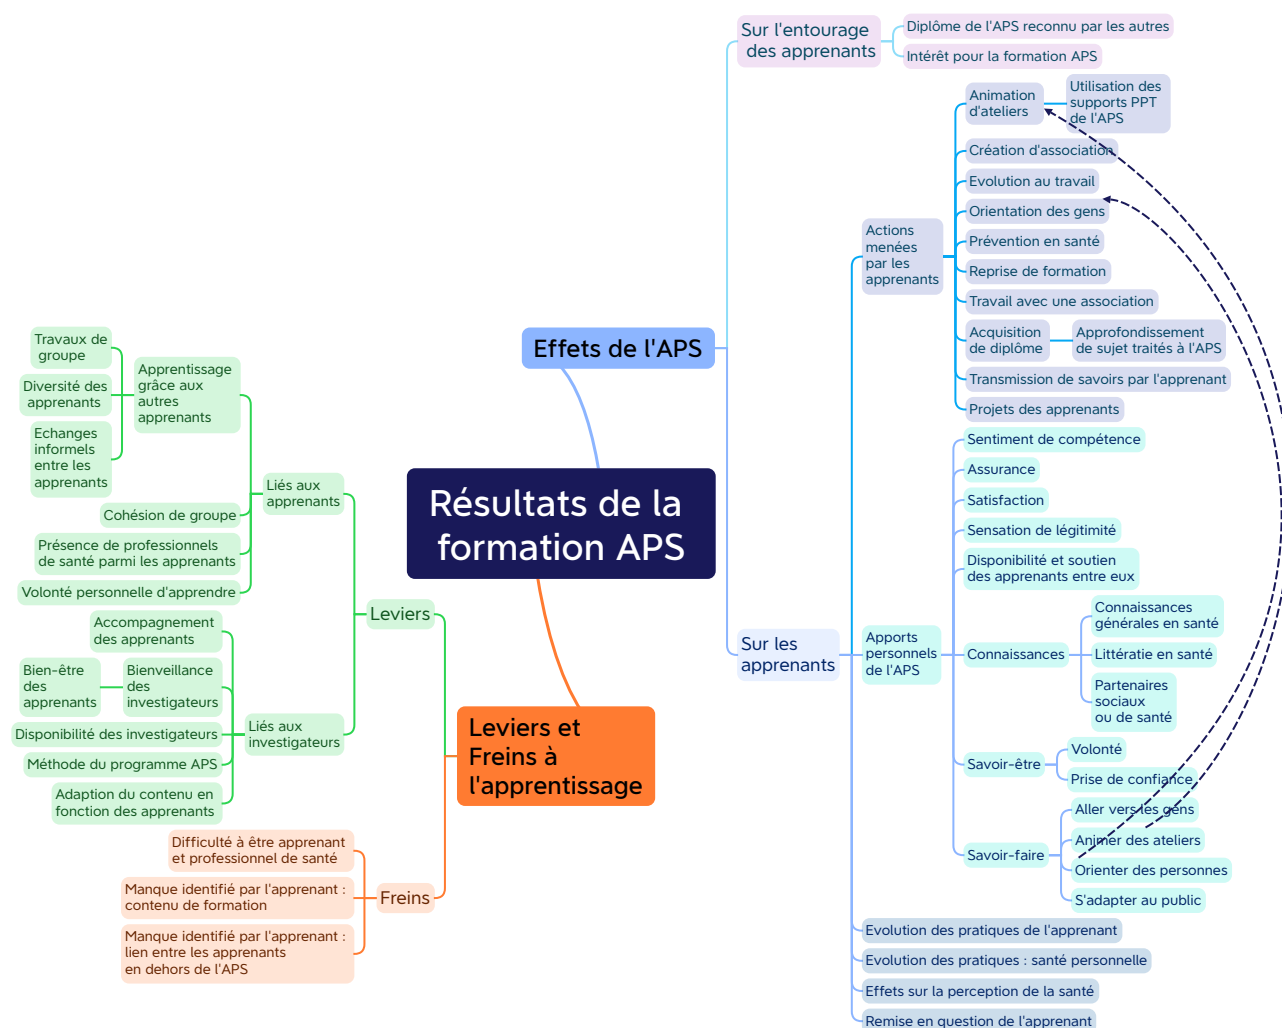 Résultats de la
formation APS
Effets de l'APS
Sur l'entourage
des apprenants
Diplôme de l'APS reconnu par les autres
Intérêt pour la formation APS
Sur les
apprenants
Actions
menées
par les
apprenants
Animation
d'ateliers
Utilisation des
supports PPT
de l'APS
Création d'association
Evolution au travail
Orientation des gens
Prévention en santé
Reprise de formation
Travail avec une association
Acquisition
de diplôme
Approfondissement
de sujet traités à l'APS
Transmission de savoirs par l'apprenant
Projets des apprenants
Apports
personnels
de l'APS
Sentiment de compétence
Assurance
Satisfaction
Sensation de légitimité
Disponibilité et soutien
des apprenants entre eux
Connaissances
Connaissances
générales en santé
Littératie en santé
Partenaires
sociaux
ou de santé
Savoir-être
Volonté
Prise de confiance
Savoir-faire
Aller vers les gens
Animer des ateliers
Orienter des personnes
S'adapter au public
Evolution des pratiques de l'apprenant
Evolution des pratiques : santé personnelle
Effets sur la perception de la santé
Remise en question de l'apprenant
Leviers et
Freins à
l'apprentissage
Leviers
Liés aux
apprenants
Apprentissage
grâce aux
autres
apprenants
Travaux de
groupe
Diversité des
apprenants
Echanges
informels
entre les
apprenants
Cohésion de groupe
Présence de professionnels
de santé parmi les apprenants
Volonté personnelle d'apprendre
Liés aux
investigateurs
Accompagnement
des apprenants
Bienveillance
des
investigateurs
Bien-être
des
apprenants
Disponibilité des investigateurs
Méthode du programme APS
Adaption du contenu en
fonction des apprenants
Freins
Difficulté à être apprenant
et professionnel de santé
Manque identifié par l'apprenant :
contenu de formation
Manque identifié par l'apprenant :
lien entre les apprenants
en dehors de l'APS